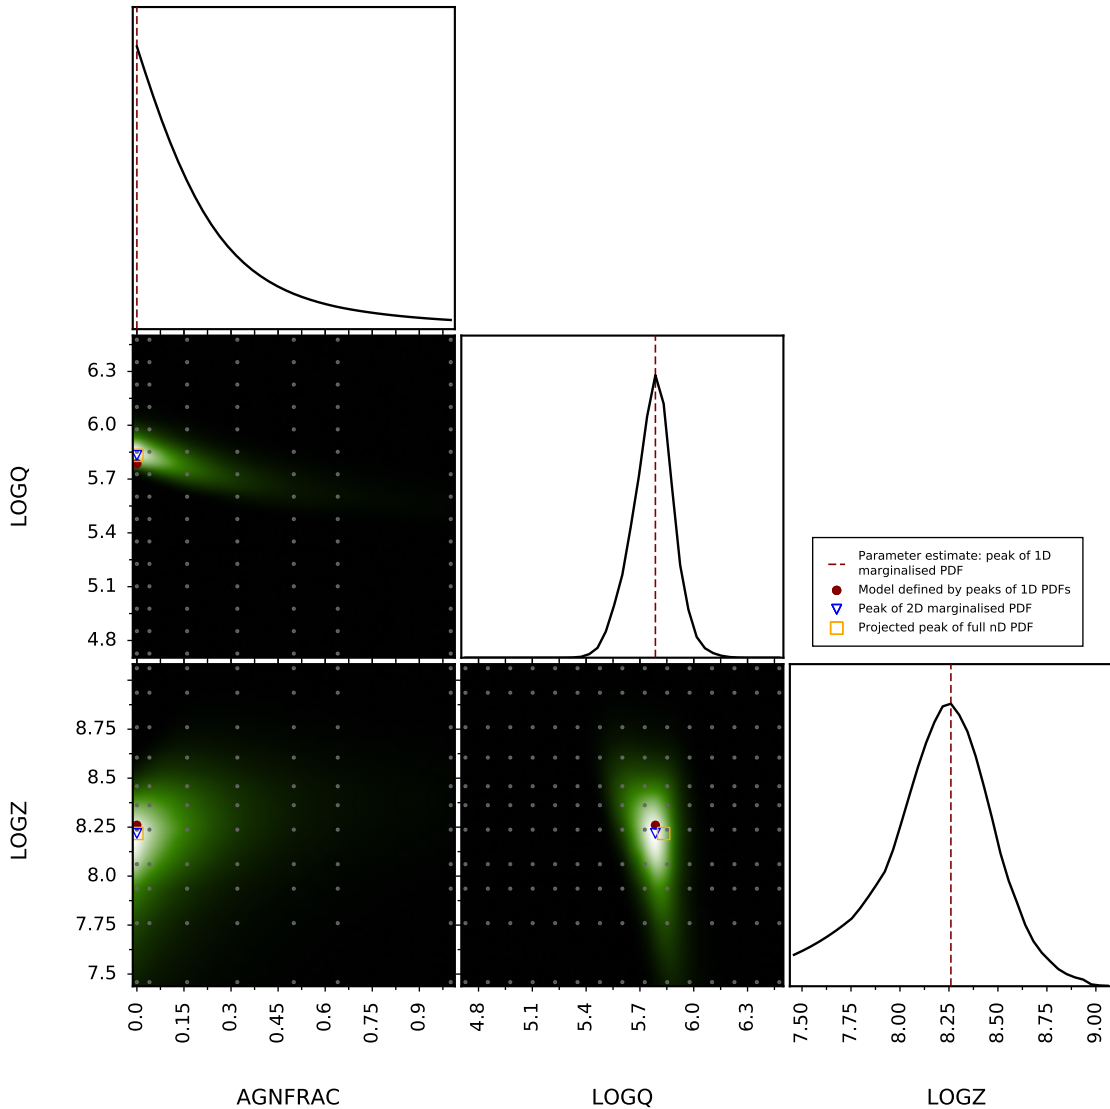 LOGQ
6.3
6.0
5.7
5.4
5.1
4.8
Parameter estimate: peak of 1D
marginalised PDF
Model defined by peaks of 1D PDFs
Peak of 2D marginalised PDF
Projected peak of full nD PDF
LOGZ
8.75
8.5
8.25
8.0
7.75
7.5
0.0 0.15 0.3 0.45 0.6 0.75 0.9
4.8 5.1 5.4 5.7 6.0 6.3
7.50 7.75 8.00 8.25 8.50 8.75 9.00
AGNFRAC LOGQ LOGZ